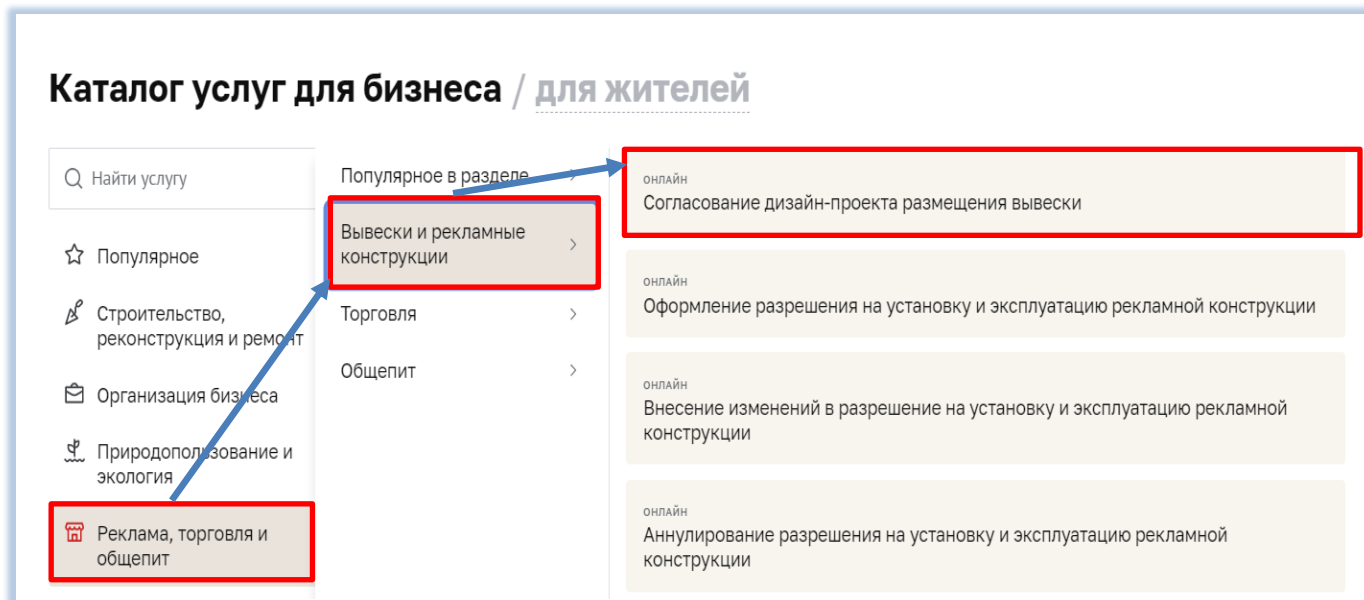 Каталог услуг для бизнеса / для жителей
Найти услугу
Популярное
Строительство,
реконструкция и ремонт
Организация бизнеса
Природопользование и
экология
Реклама, торговля и
общепит
Популярное в разделе
Вывески и рекламные
конструкции
Торговля
Общепит
ОНЛАЙН
Согласование дизайн-проекта размещения вывески
ОНЛАЙН
Оформление разрешения на установку и эксплуатацию рекламной конструкции
ОНЛАЙН
Внесение изменений в разрешение на установку и эксплуатацию рекламной
конструкции
ОНЛАЙН
Аннулирование разрешения на установку и эксплуатацию рекламной
конструкции